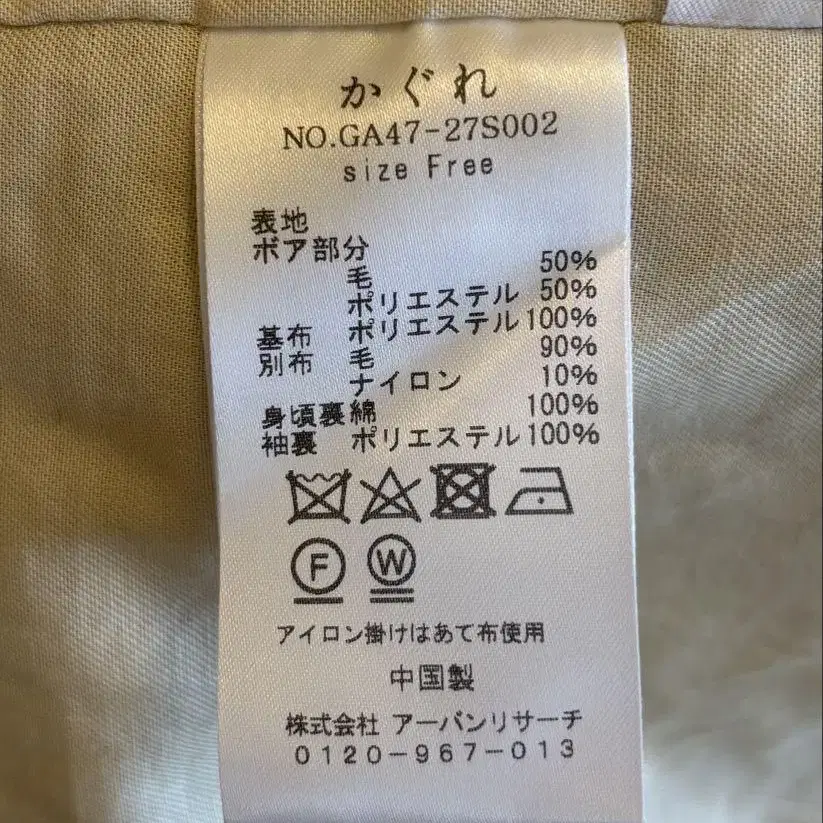 かぐれ
NO.GA47-27S002
size Free
表地
ボア部分
毛 50%
ポリエステル 50%
基布 ポリエステル 100%
別布 毛 90%
ナイロン 10%
身頃裏 綿 100%
袖裏 ポリエステル 100%
F W
アイロン掛けはあて布使用
中国製
株式会社 アーバンリサーチ
0120-967-013